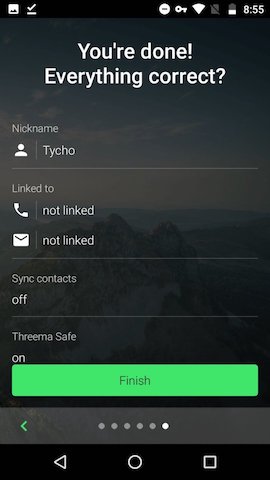 8:55
You're done!
Everything correct?
Nickname
Tycho
Linked to
not linked
not linked
Sync contacts
off
Threema Safe
on
Finish